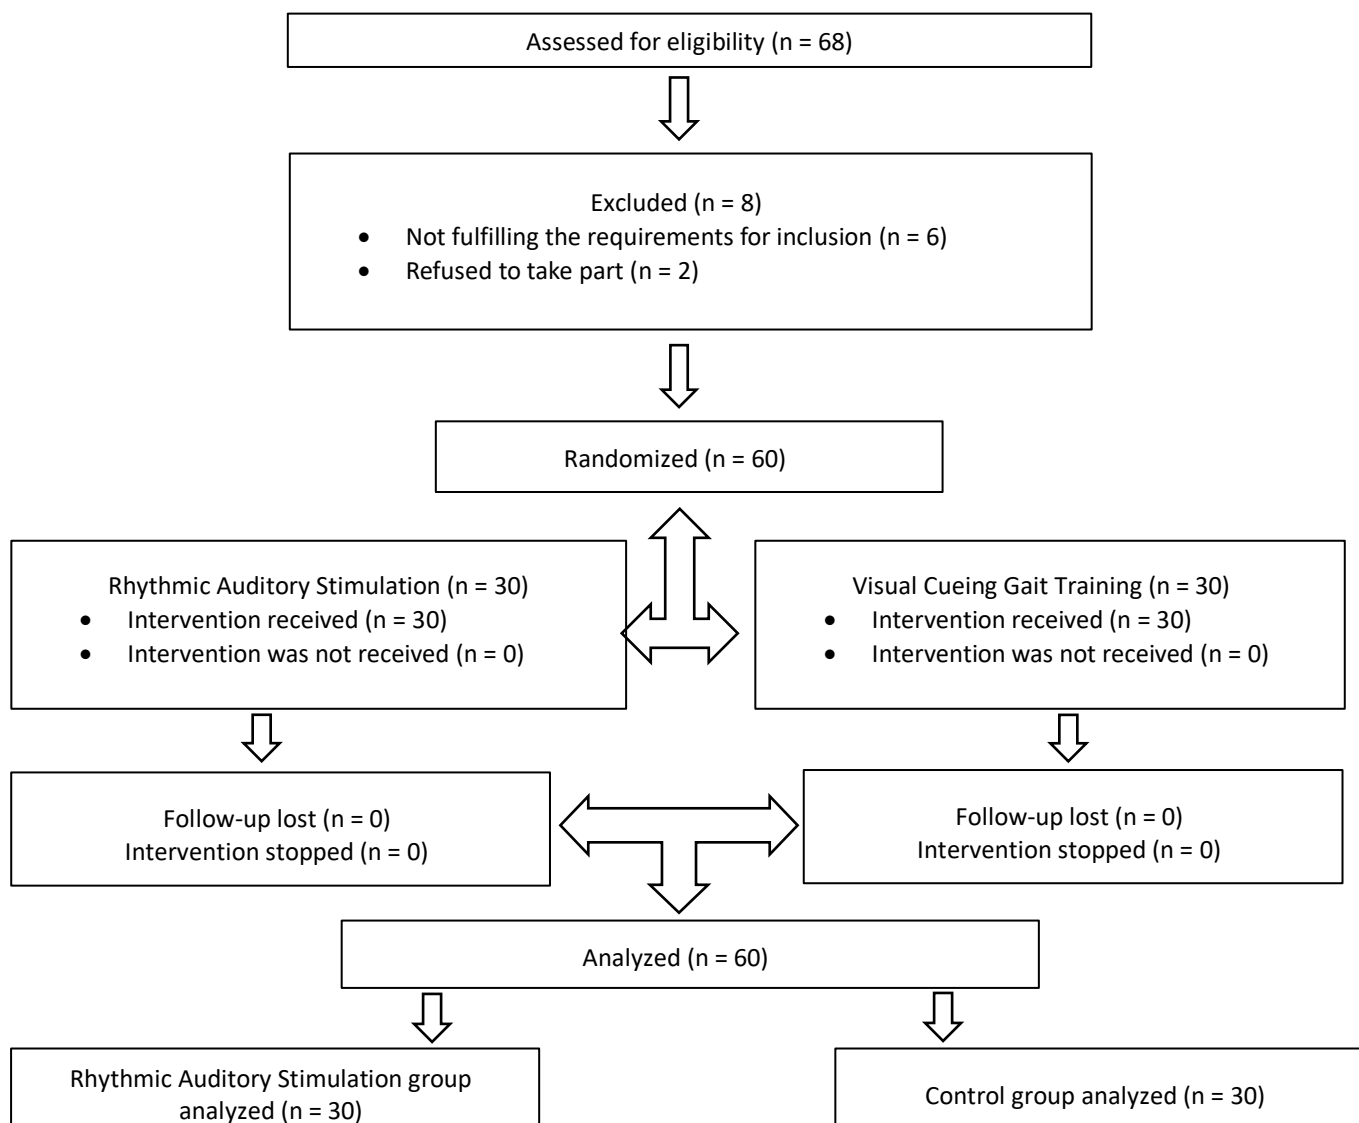 Assessed for eligibility (n = 68)
Excluded (n = 8)
• Not fulfilling the requirements for inclusion (n = 6)
• Refused to take part (n = 2)
Randomized (n = 60)
Rhythmic Auditory Stimulation (n = 30)
• Intervention received (n = 30)
• Intervention was not received (n = 0)
Visual Cueing Gait Training (n = 30)
• Intervention received (n = 30)
• Intervention was not received (n = 0)
Follow-up lost (n = 0)
Intervention stopped (n = 0)
Follow-up lost (n = 0)
Intervention stopped (n = 0)
Analyzed (n = 60)
Rhythmic Auditory Stimulation group
analyzed (n = 30)
Control group analyzed (n = 30)